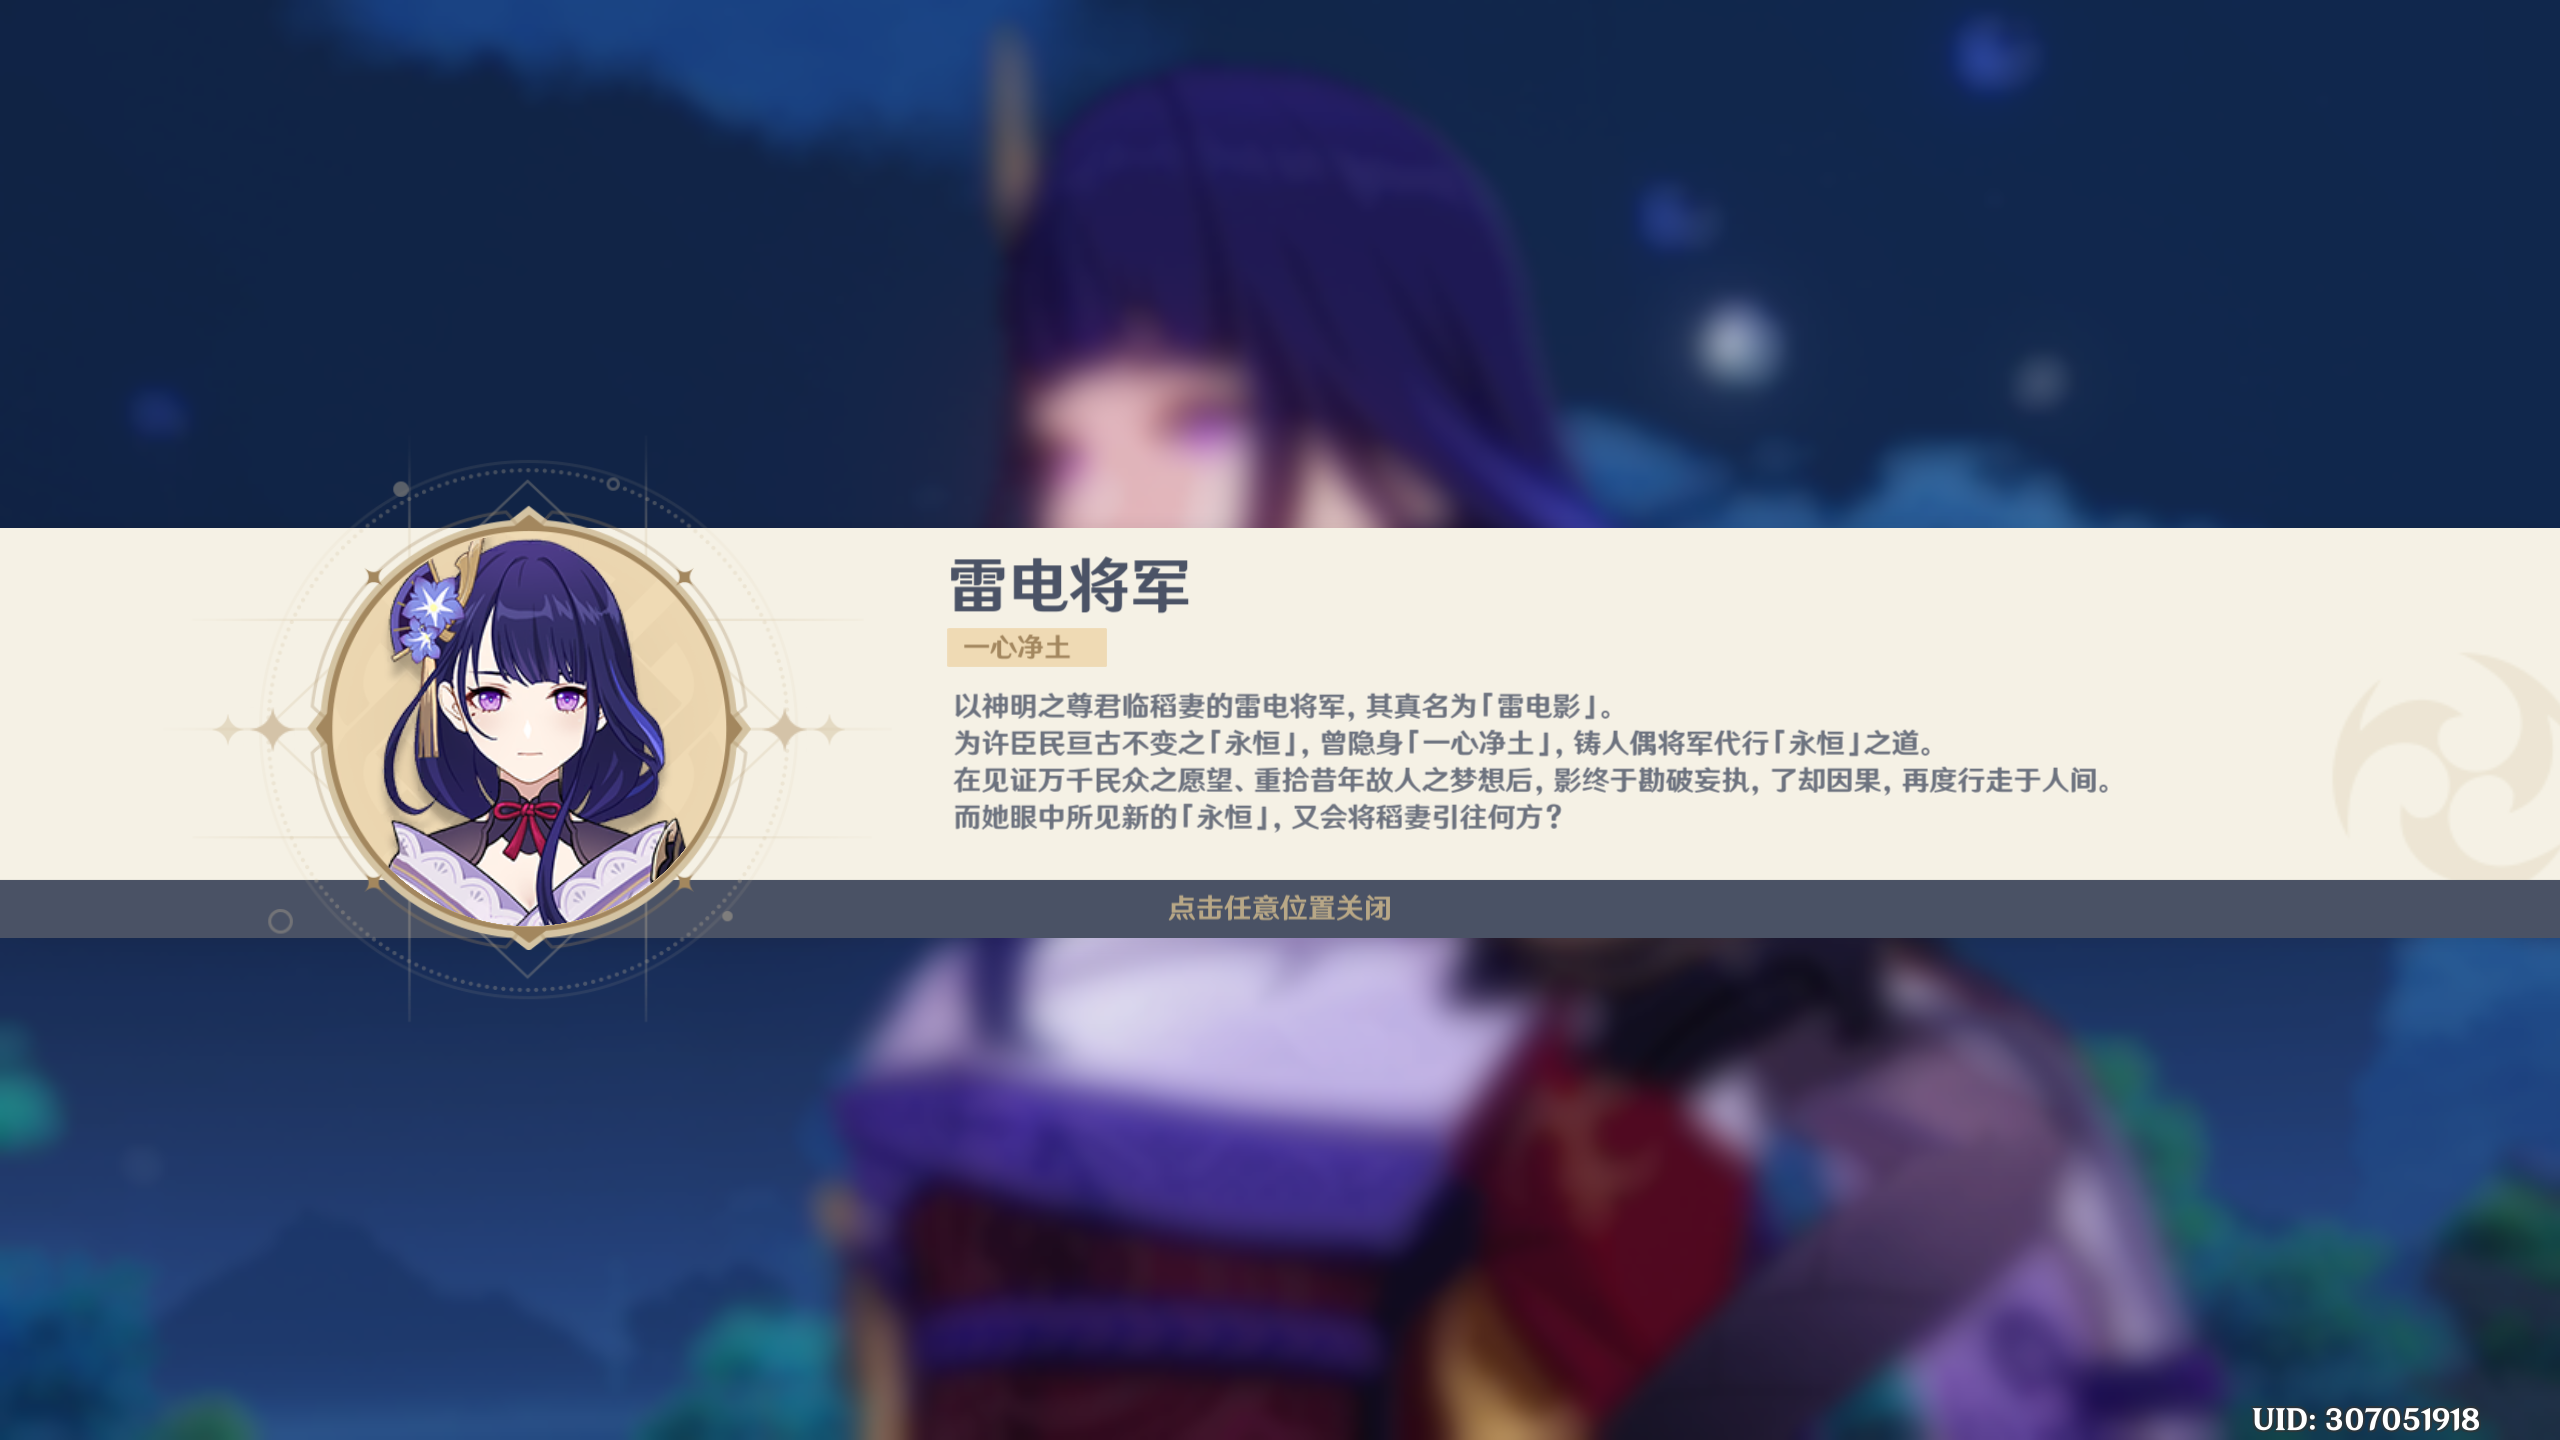 雷电将军
一心净土
以神明之尊君临稻妻的雷电将军,其真名为「雷电影」。
为许臣民亘古不变之「永恒」,曾隐身「一心净土」,铸人偶将军代行「永恒」之道。
在见证万千民众之愿望、重拾昔年故人之梦想后,影终于勘破妄执,了却因果,再度行走于人间。
而她眼中所见新的「永恒」,又会将稻妻引往何方?
点击任意位置关闭
UID: 307051918